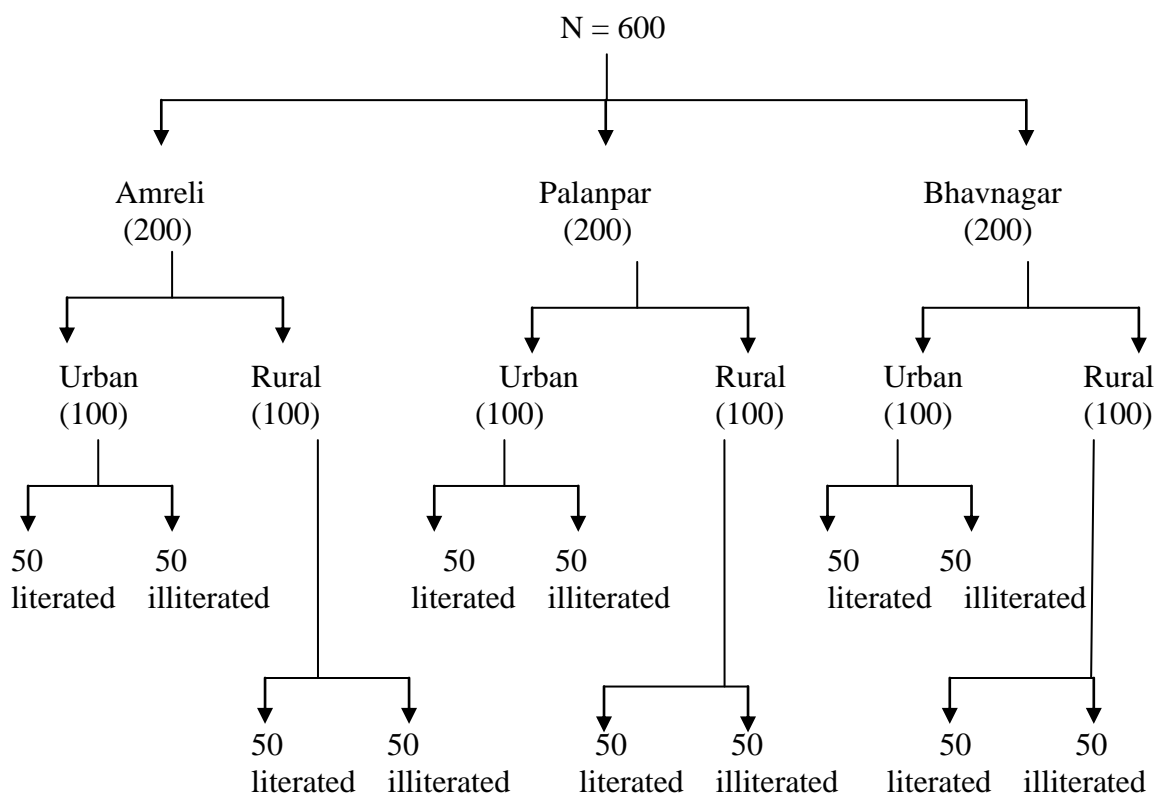 N = 600
Amreli Palanpar Bhavnagar
(200) (200) (200)
Urban Rural Urban Rural Urban Rural
(100) (100) (100) (100) (100) (100)
50 50 50 50 50 50
literated illiterated literated illiterated literated illiterated
50 50 50 50 50 50
literated illiterated literated illiterated literated illiterated